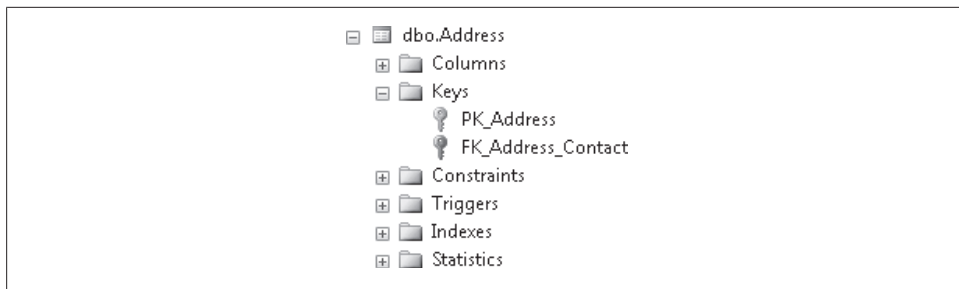 dbo.Address
Columns
Keys
PK_Address
FK_Address_Contact
Constraints
Triggers
Indexes
Statistics